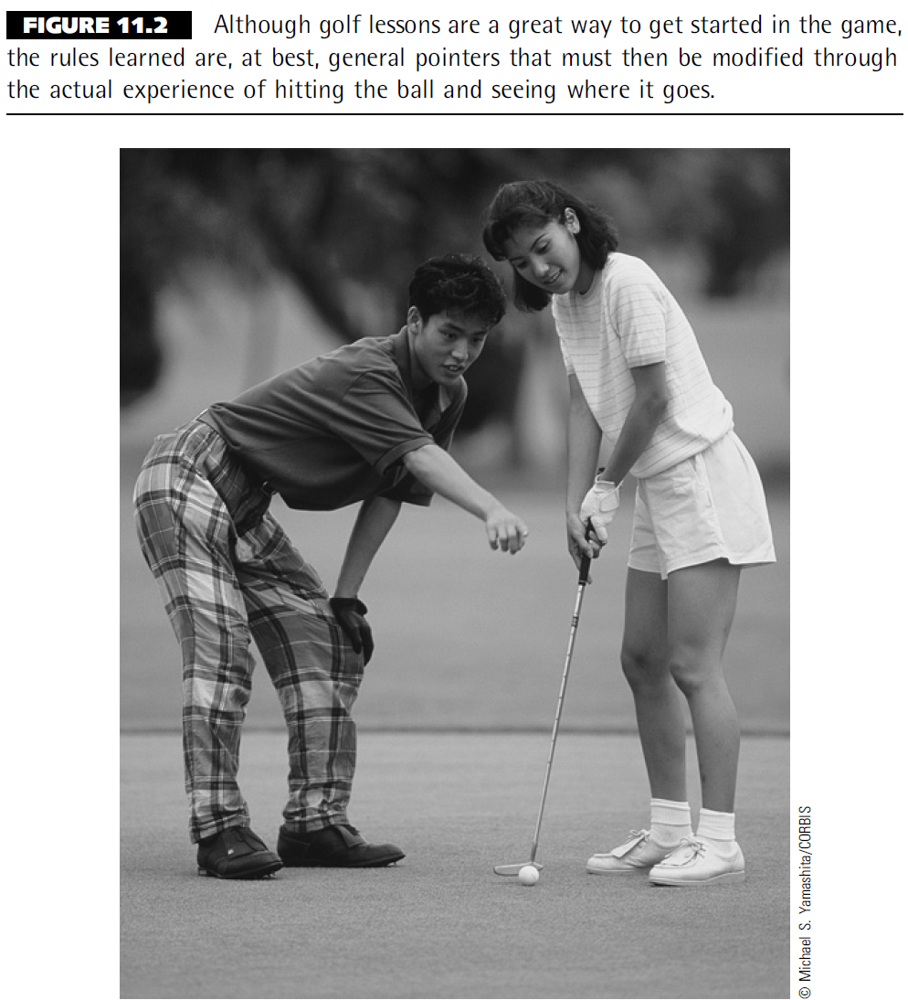 FIGURE 11.2 Although golf lessons are a great way to get started in the game,
the rules learned are, at best, general pointers that must then be modified through
the actual experience of hitting the ball and seeing where it goes.
© Michael S. Yamashita/CORBIS